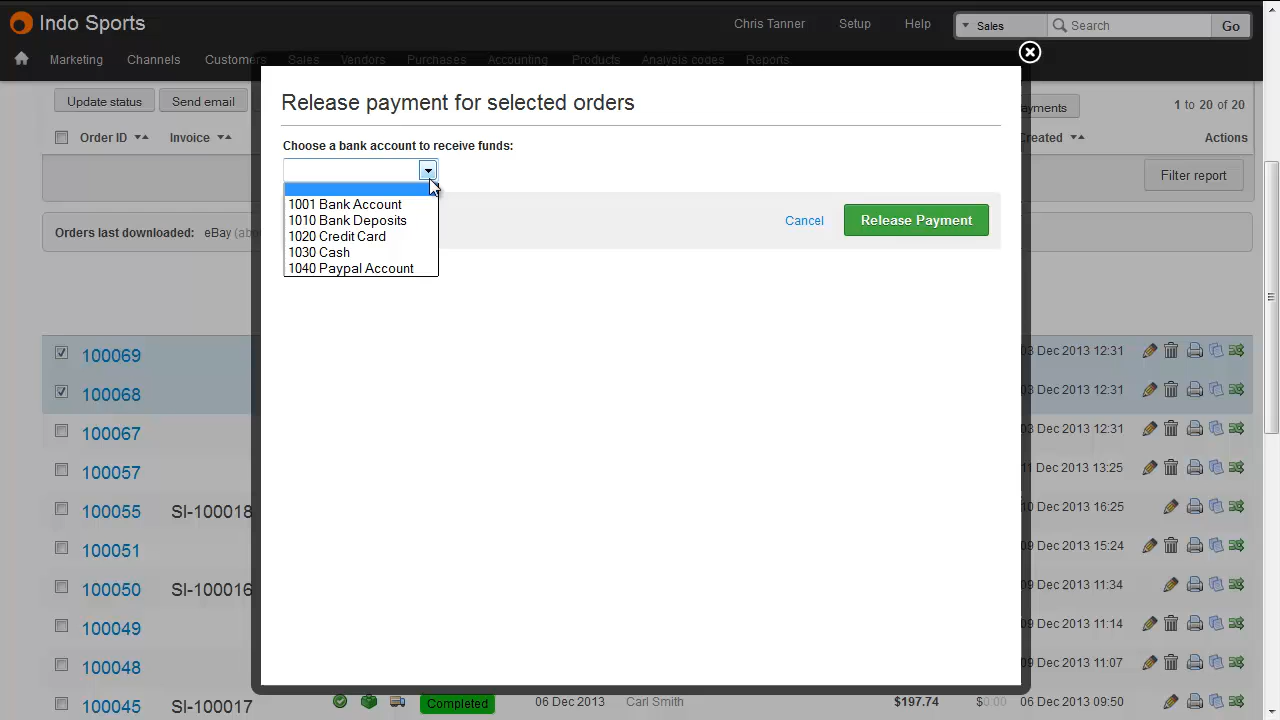 Indo Sports
Chris Tanner Setup Help Sales Search Go
Marketing Channels Customers Sales Vendors Purchases Accounting Products Analysis codes Reports
Update status Send email 1 to 20 of 20
Order ID Invoice Actions
Release payment for selected orders
Choose a bank account to receive funds:
1001 Bank Account
1010 Bank Deposits
1020 Credit Card
1030 Cash
1040 Paypal Account
Cancel Release Payment
Filter report
Orders last downloaded: eBay
100069 03 Dec 2013 12:31
100068 03 Dec 2013 12:31
100067 03 Dec 2013 12:31
100057 Dec 2013 13:25
100055 SI-100018 Dec 2013 16:25
100051 09 Dec 2013 15:24
100050 SI-100016 09 Dec 2013 11:34
100049 09 Dec 2013 11:14
100048 09 Dec 2013 11:07
100045 SI-100017 Completed 06 Dec 2013 Carl Smith $197.74 $0.00 06 Dec 2013 09:50